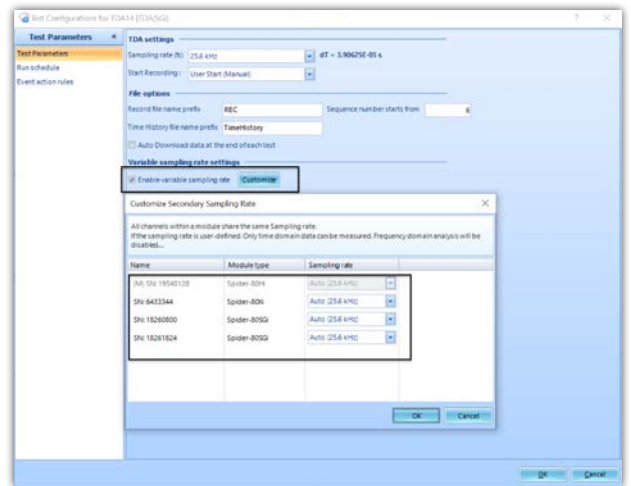 Test Configurations for TDA14 [TDA(SG)]
Test Parameters «
Test Parameters
Run schedule
Event action rules
TDA settings
Sampling rate (fs) 25.6 kHz dT = 3.90625E-05 s
Start Recording: User Start (Manual)
File options
Record file name prefix REC Sequence number starts from 6
Time History file name prefix TimeHistory
Auto Download data at the end of each test
Variable sampling rate settings
Enable variable sampling rate Customize
Customize Secondary Sampling Rate
All channels within a module share the same Sampling rate.
If the sampling rate is user-defined. Only time domain data can be measured. Frequency domain analysis will be
disabled...
Name Module type Sampling rate
(M) SN: 19540128 Spider-80Hi Auto (25.6 kHz)
SN: 6433344 Spider-80Xi Auto (25.6 kHz)
SN: 18260800 Spider-80SGi Auto (25.6 kHz)
SN: 18261824 Spider-80SGi Auto (25.6 kHz)
OK Cancel
OK Cancel